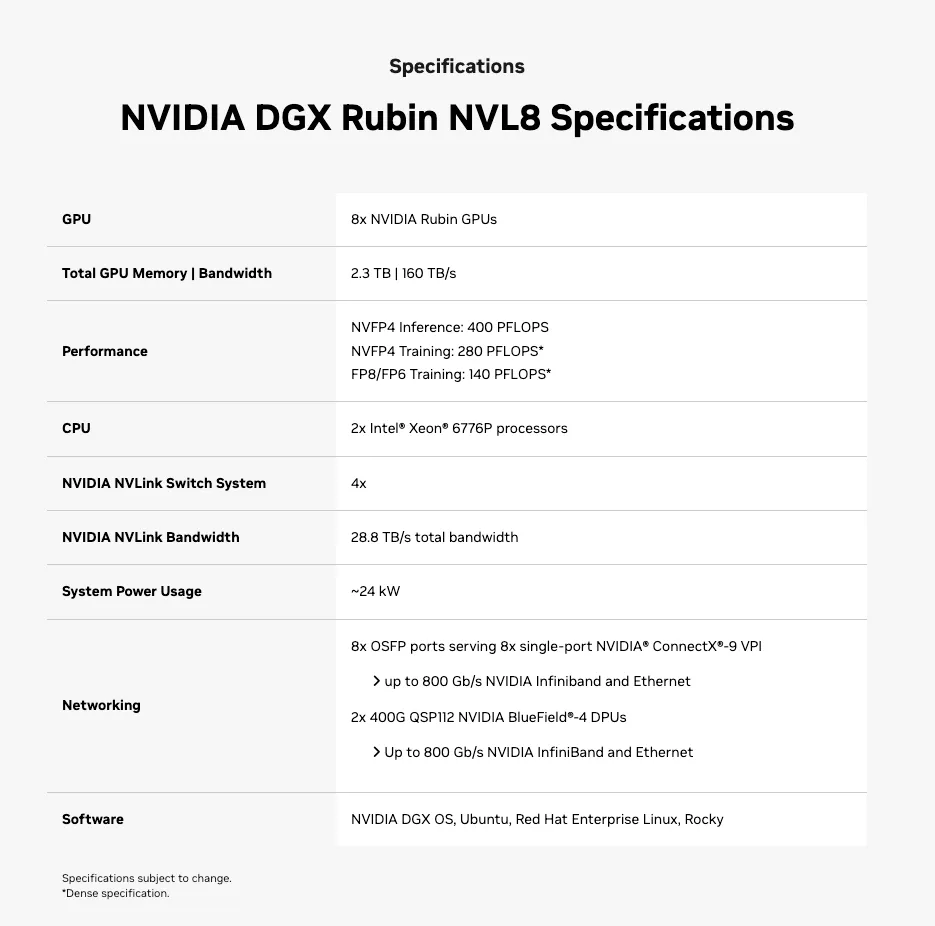 Specifications
NVIDIA DGX Rubin NVL8 Specifications
GPU
8x NVIDIA Rubin GPUs
Total GPU Memory | Bandwidth
2.3 TB | 160 TB/s
Performance
NVFP4 Inference: 400 PFLOPS
NVFP4 Training: 280 PFLOPS*
FP8/FP6 Training: 140 PFLOPS*
CPU
2x Intel® Xeon® 6776P processors
NVIDIA NVLink Switch System
4x
NVIDIA NVLink Bandwidth
28.8 TB/s total bandwidth
System Power Usage
~24 kW
Networking
8x OSFP ports serving 8x single-port NVIDIA® ConnectX®-9 VPI
> up to 800 Gb/s NVIDIA Infiniband and Ethernet
2x 400G QSP112 NVIDIA BlueField®-4 DPUs
> Up to 800 Gb/s NVIDIA InfiniBand and Ethernet
Software
NVIDIA DGX OS, Ubuntu, Red Hat Enterprise Linux, Rocky
Specifications subject to change.
*Dense specification.